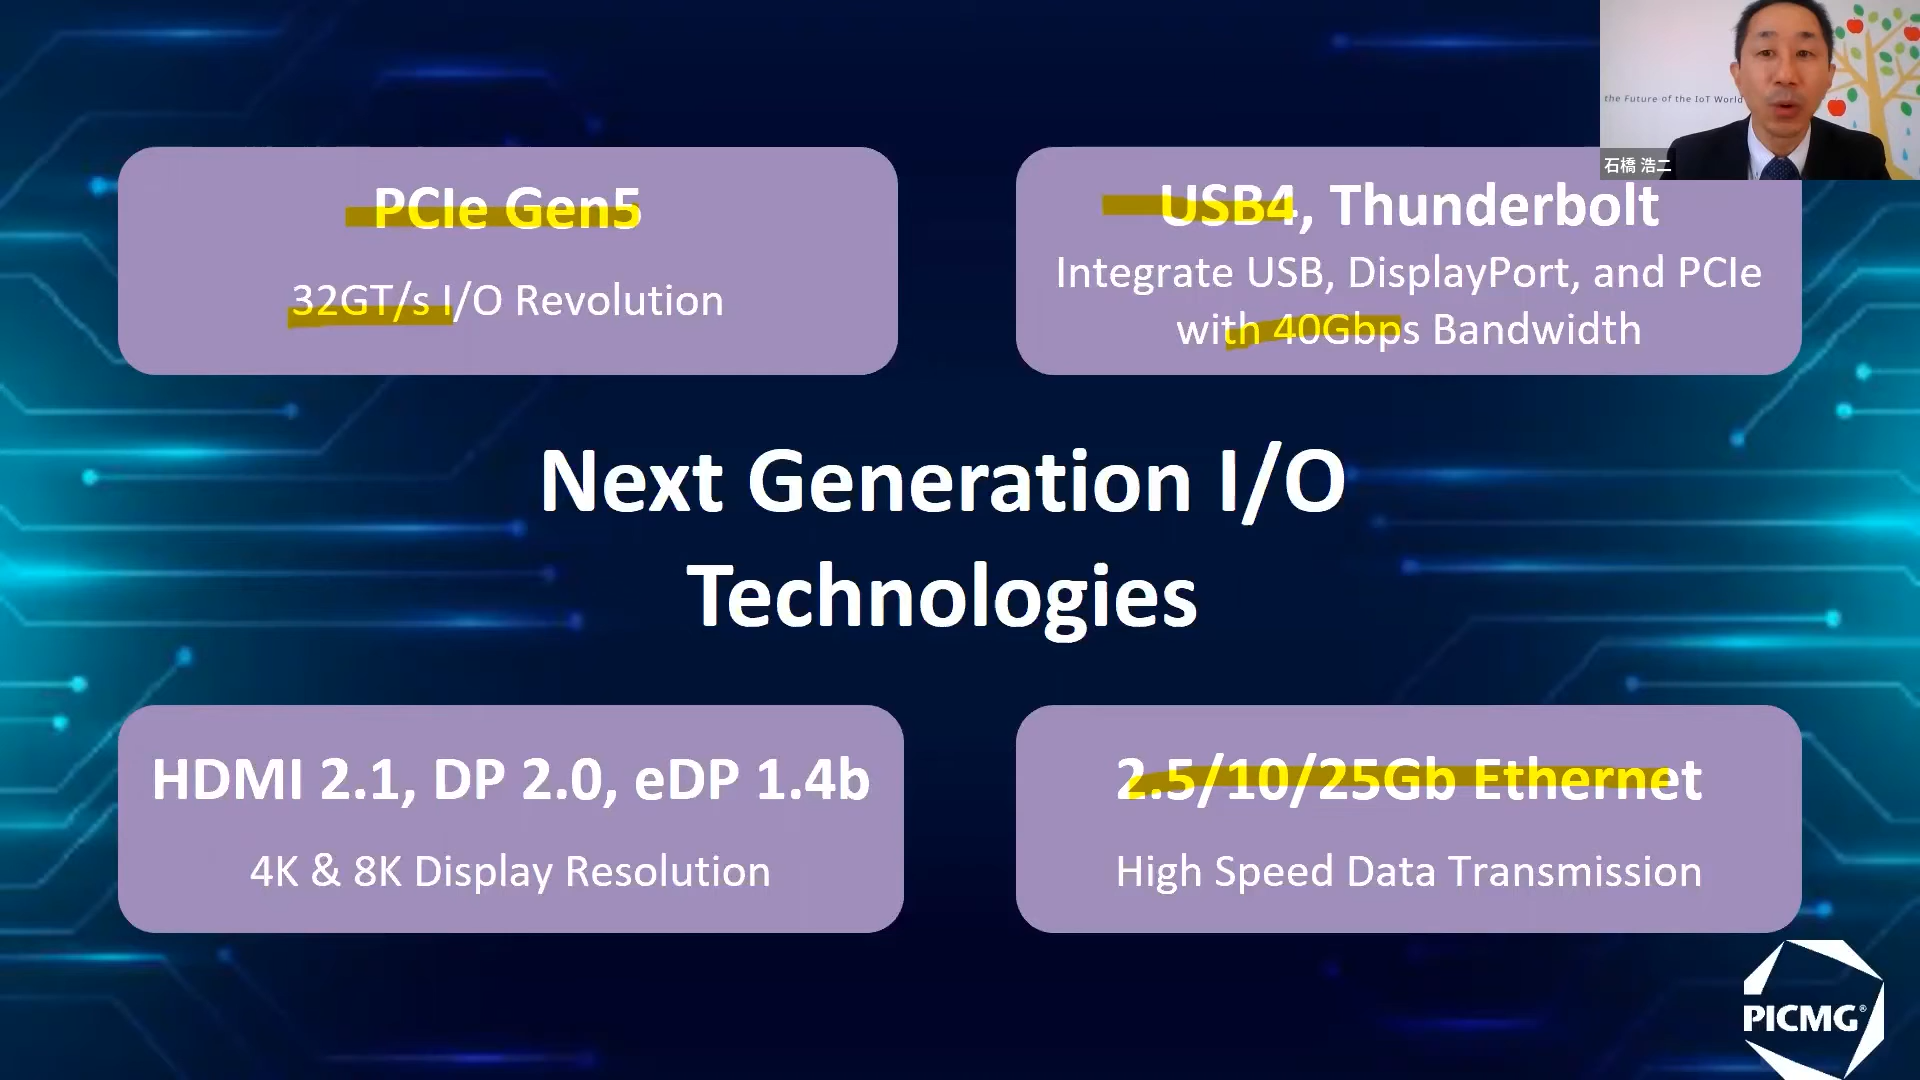 the Future of the IoT World
石橋 浩二
PCIe Gen5
32GT/s I/O Revolution
USB4, Thunderbolt
Integrate USB, DisplayPort, and PCIe
with 40Gbps Bandwidth
Next Generation I/O
Technologies
HDMI 2.1, DP 2.0, eDP 1.4b
4K & 8K Display Resolution
2.5/10/25Gb Ethernet
High Speed Data Transmission
PICMG®